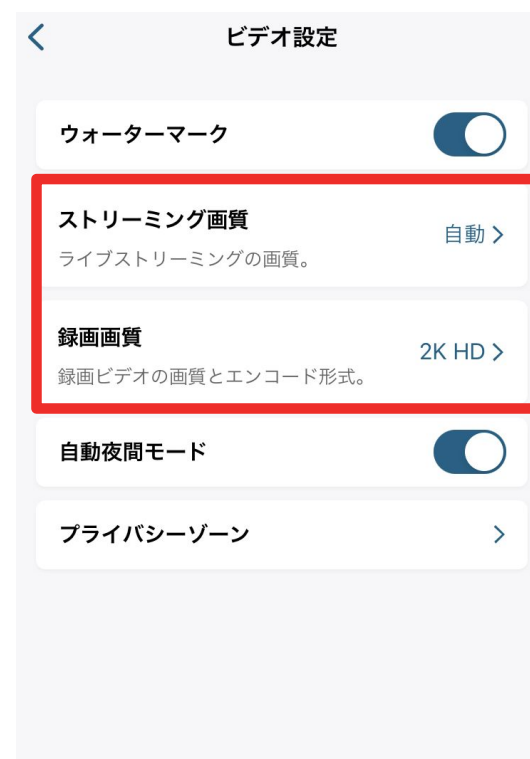 ビデオ設定
ウォーターマーク
ストリーミング画質
自動
ライブストリーミングの画質。
録画画質
2K HD
録画ビデオの画質とエンコード形式。
自動夜間モード
プライバシーゾーン